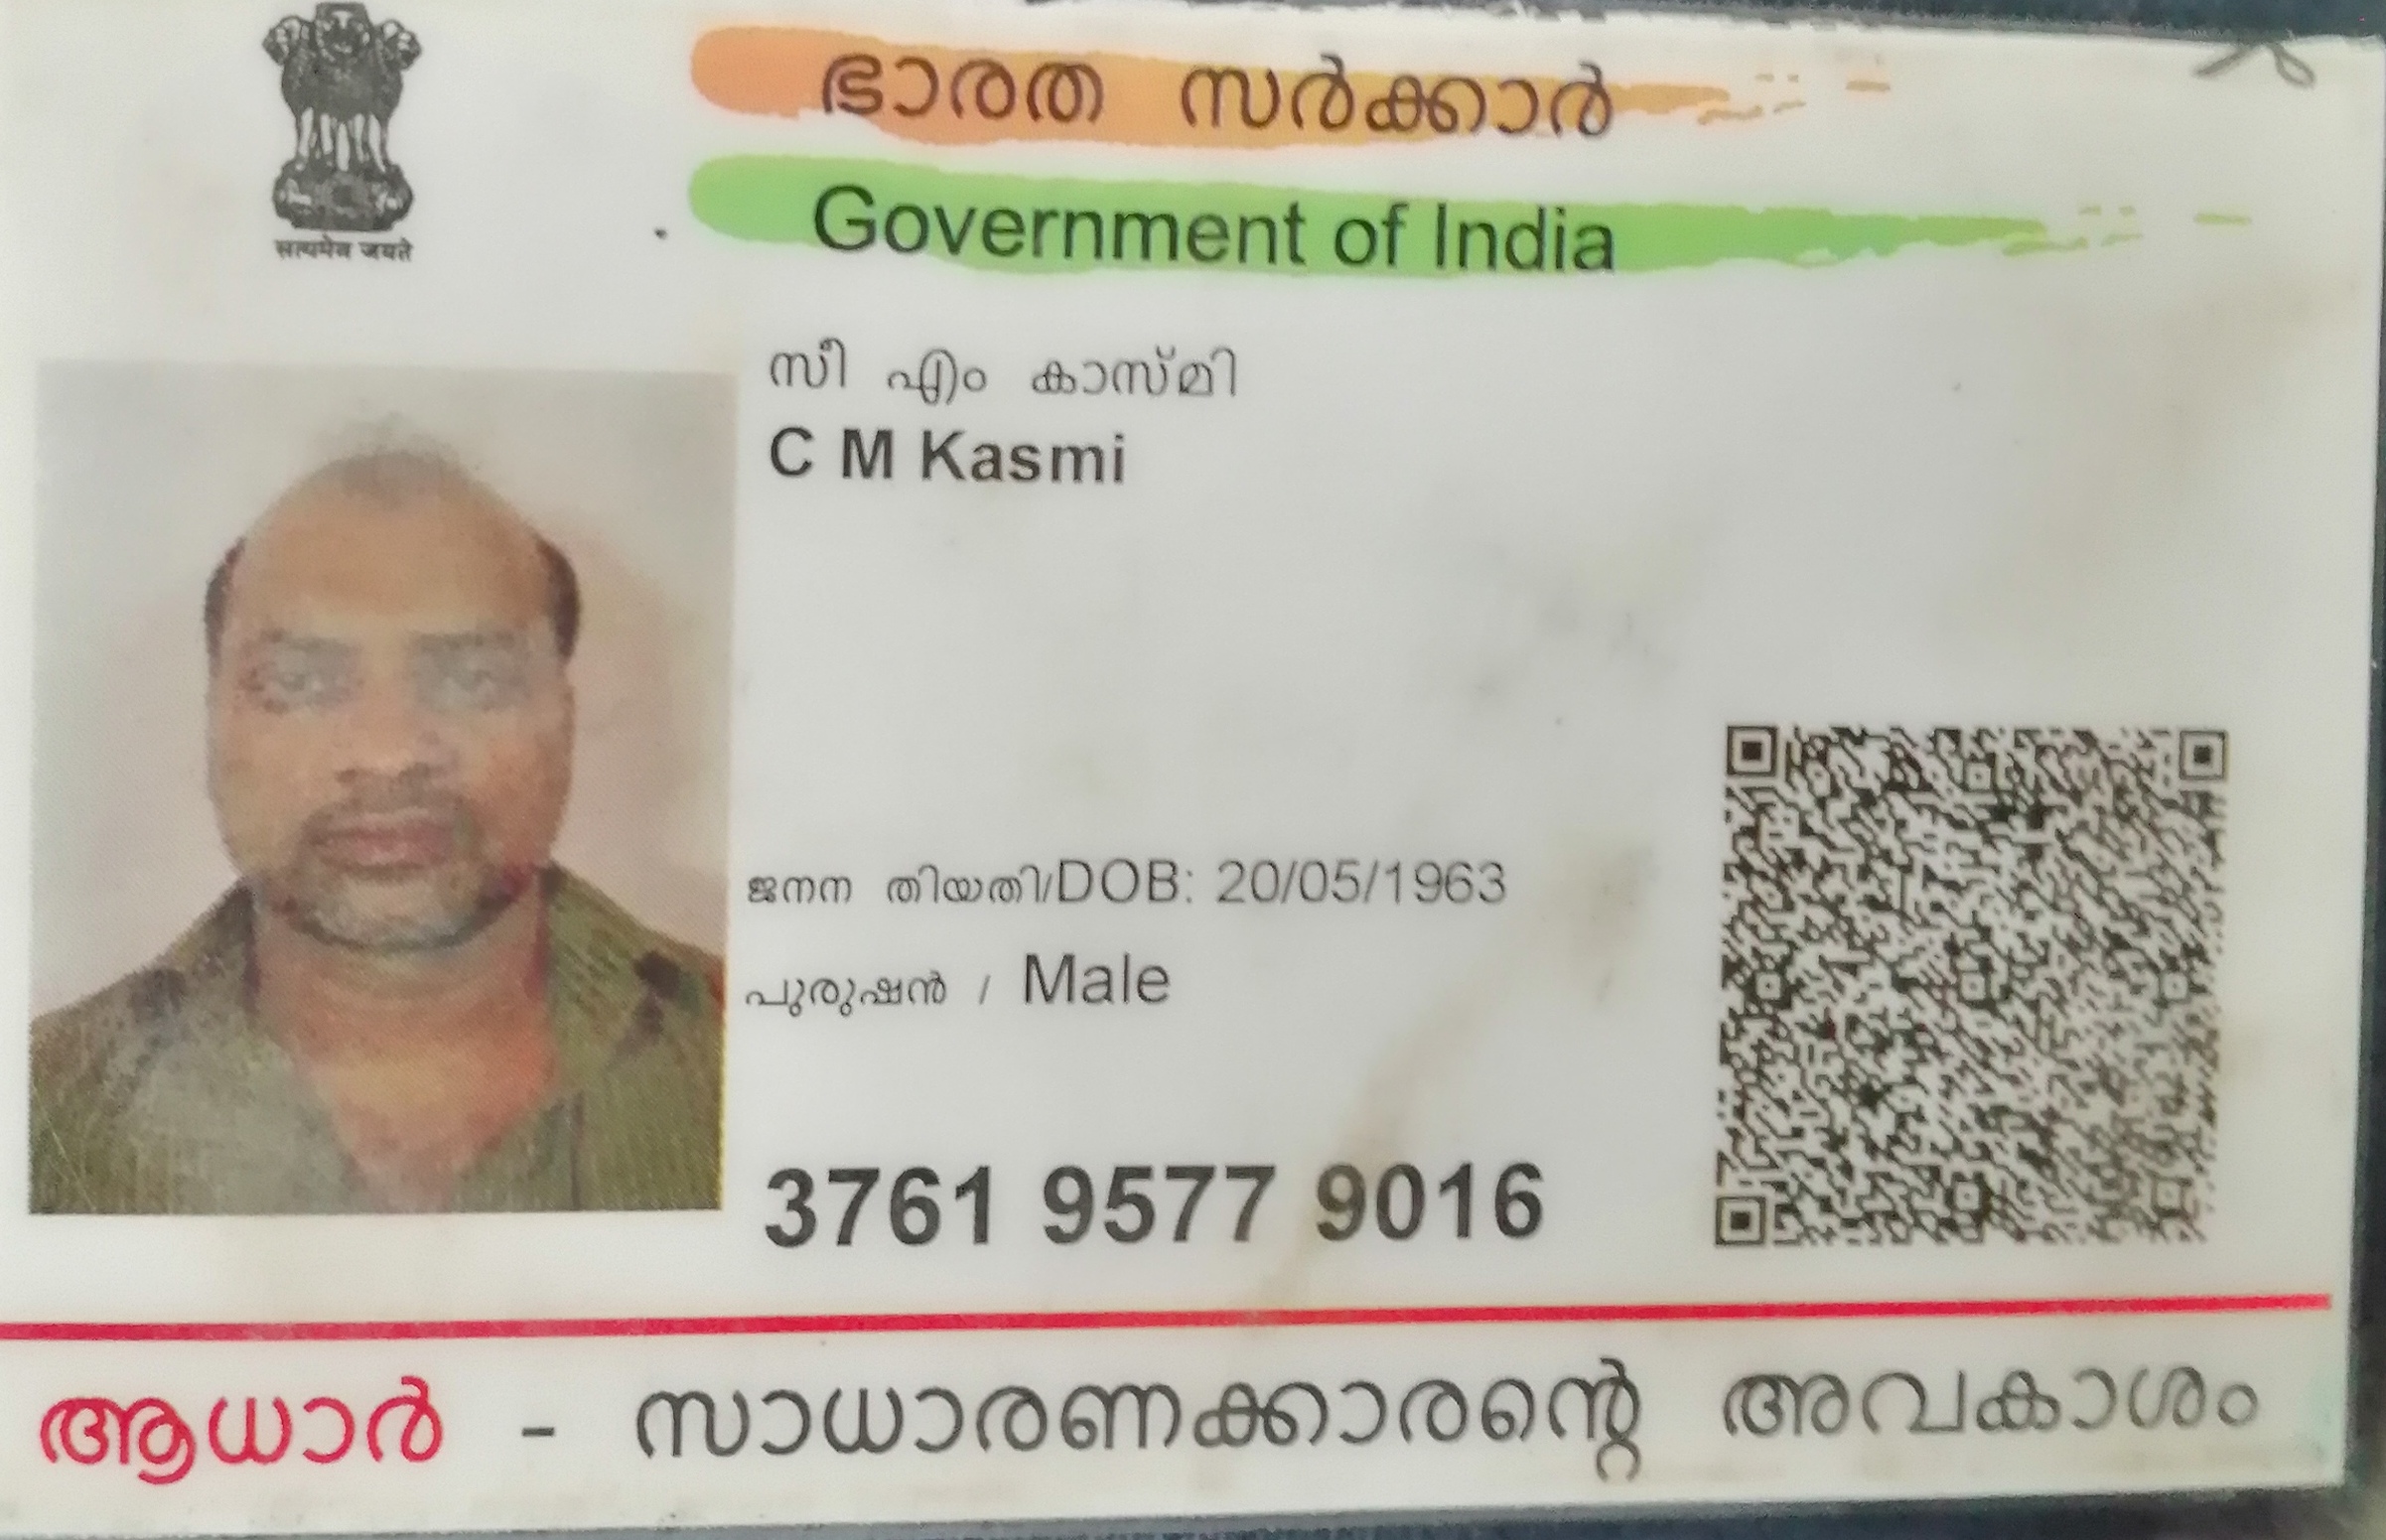 ഭാരത സർക്കാർ
Government of India
सत्यमेव जयते
സീ എം കാസ്മി
C M Kasmi
ജനന തിയതി/DOB: 20/05/1963
പുരുഷൻ / Male
3761 9577 9016
ആധാർ - സാധാരണക്കാരന്റെ അവകാശം